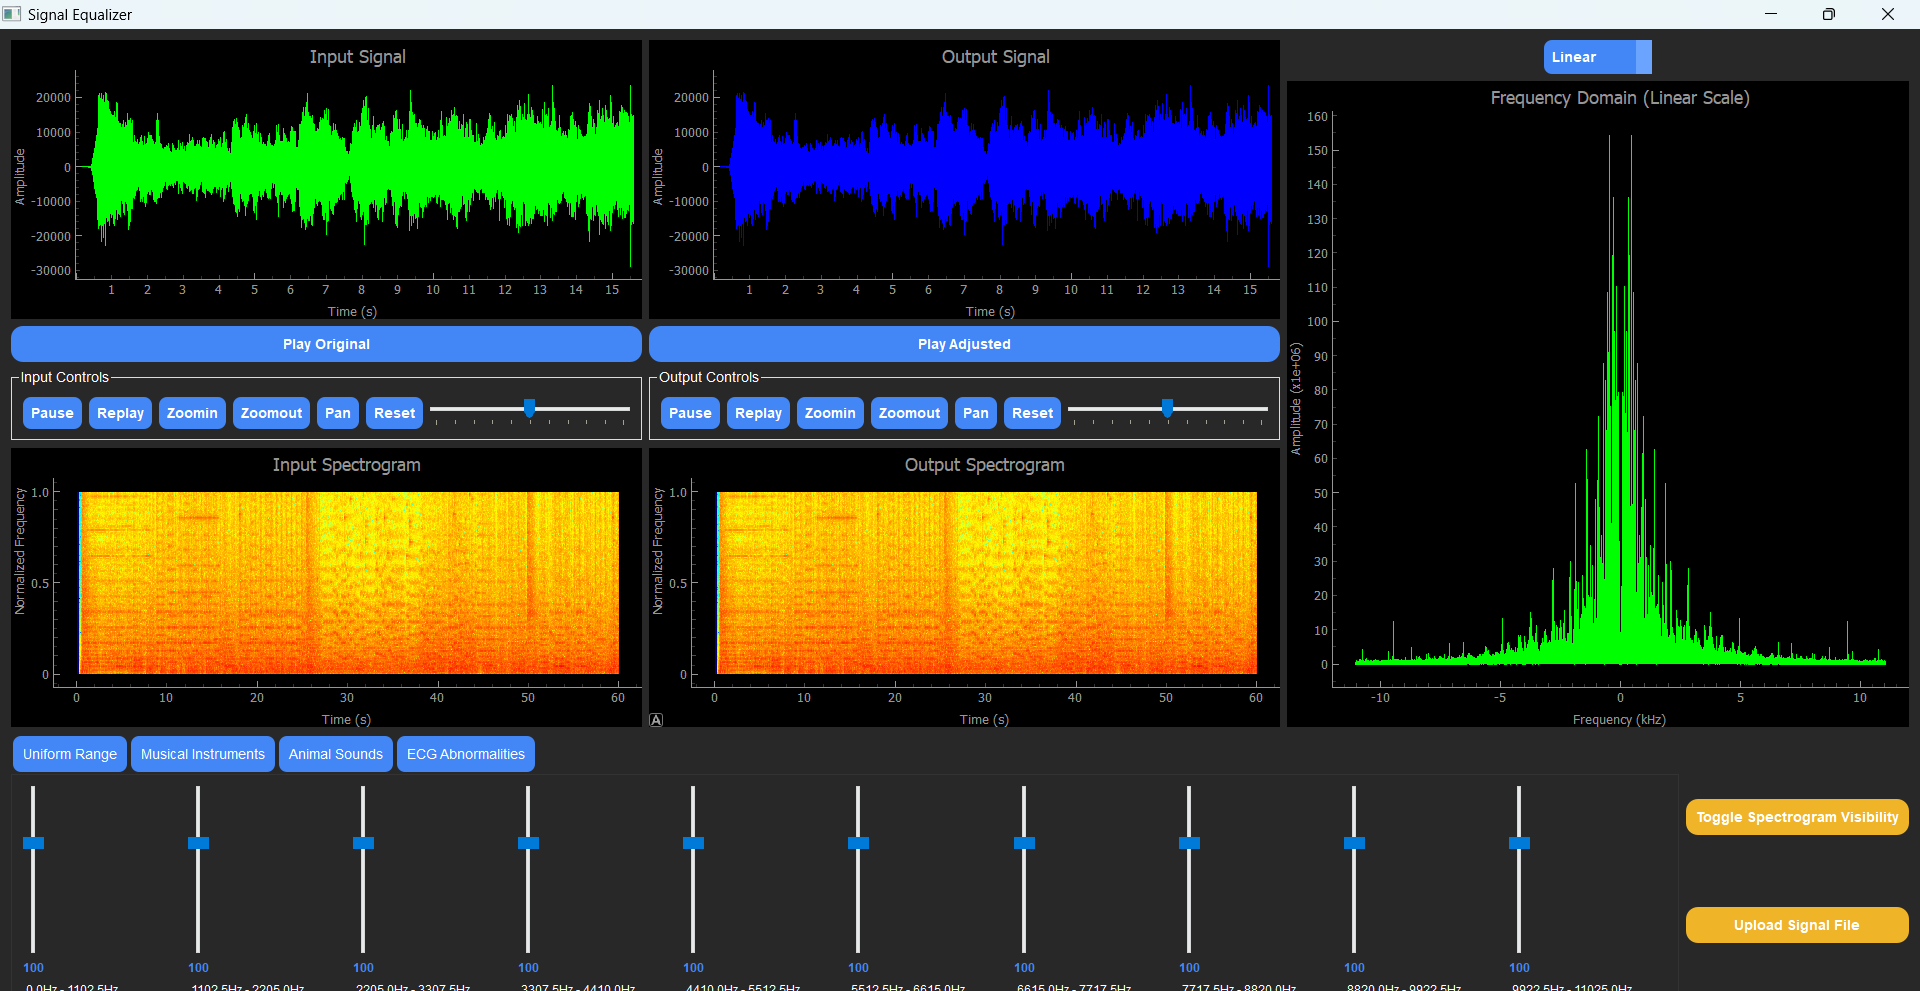 Signal Equalizer
Input Signal
20000
10000
0
-10000
-20000
-30000
Amplitude
1 2 3 4 5 6 7 8 9 10 11 12 13 14 15
Time (s)
Output Signal
20000
10000
0
-10000
-20000
-30000
Amplitude
1 2 3 4 5 6 7 8 9 10 11 12 13 14 15
Time (s)
Linear
Frequency Domain (Linear Scale)
160
150
140
130
120
110
100
90
80
70
60
50
40
30
20
10
0
Amplitude (x1e+06)
-10 -5 0 5 10
Frequency (kHz)
Play Original
Play Adjusted
Input Controls
Pause Replay Zoomin Zoomout Pan Reset
Output Controls
Pause Replay Zoomin Zoomout Pan Reset
Input Spectrogram
1.0
0.5
0
Normalized Frequency
0 10 20 30 40 50 60
Time (s)
Output Spectrogram
1.0
0.5
0
Normalized Frequency
0 10 20 30 40 50 60
Time (s)
A
Uniform Range Musical Instruments Animal Sounds ECG Abnormalities
Toggle Spectrogram Visibility
Upload Signal File
100 100 100 100 100 100 100 100 100 100
0.0Hz - 1102.5Hz 1102.5Hz - 2205.0Hz 2205.0Hz - 3307.5Hz 3307.5Hz - 4410.0Hz 4410.0Hz - 5512.5Hz 5512.5Hz - 6615.0Hz 6615.0Hz - 7717.5Hz 7717.5Hz - 8820.0Hz 8820.0Hz - 9922.5Hz 9922.5Hz - 11025.0Hz